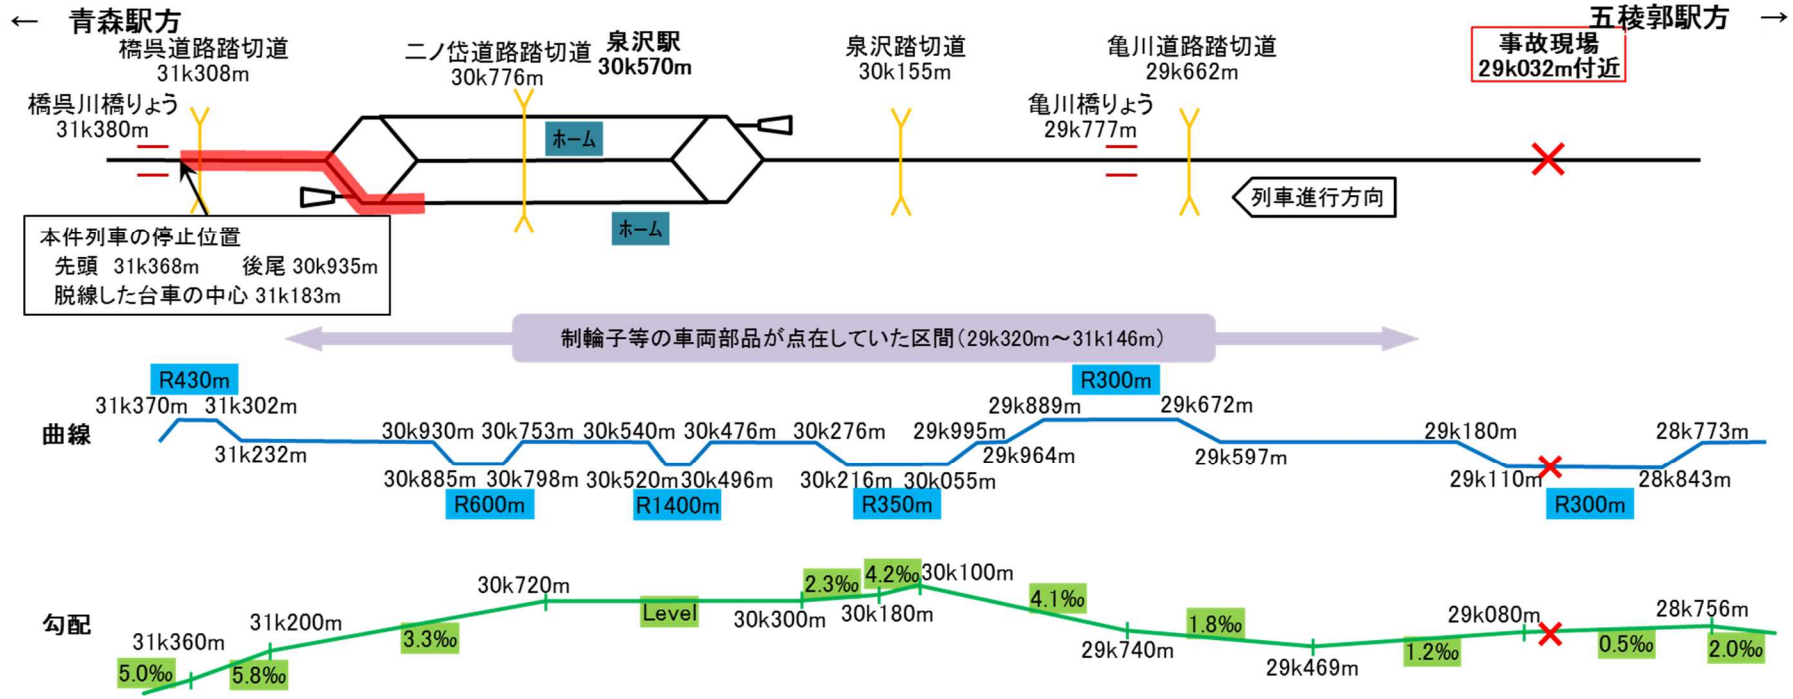 ← 青森駅方
五稜郭駅方 →
橋呉道路踏切道
31k308m
二ノ岱道路踏切道
30k776m
泉沢駅
30k570m
泉沢踏切道
30k155m
亀川道路踏切道
29k662m
事故現場
29k032m付近
橋呉川橋りょう
31k380m
亀川橋りょう
29k777m
ホーム
ホーム
列車進行方向
本件列車の停止位置
先頭 31k368m 後尾 30k935m
脱線した台車の中心 31k183m
制輪子等の車両部品が点在していた区間(29k320m～31k146m)
曲線
R430m
R300m
31k370m 31k302m
29k889m 29k672m
31k232m
30k930m 30k753m 30k540m 30k476m 30k276m 29k995m
29k180m 28k773m
29k964m 29k597m
30k885m 30k798m 30k520m 30k496m 30k216m 30k055m
29k110m 28k843m
R600m R1400m R350m R300m
勾配
31k360m
31k200m
30k720m
30k300m
30k180m
30k100m
29k740m
29k469m
29k080m
28k756m
5.0‰
5.8‰
3.3‰
Level
2.3‰
4.2‰
4.1‰
1.8‰
1.2‰
0.5‰
2.0‰